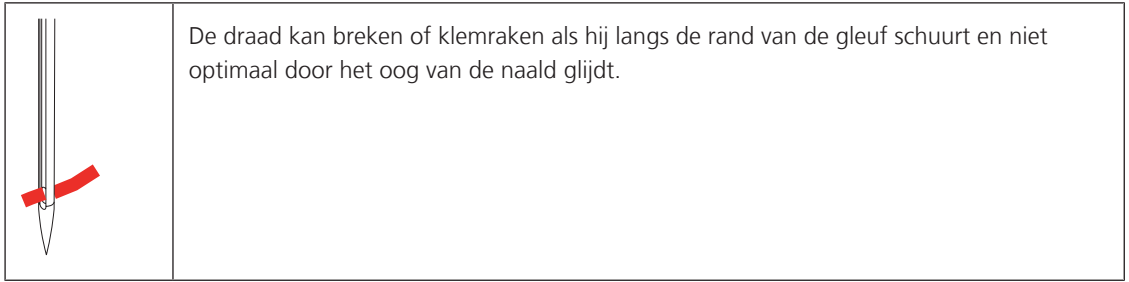 De draad kan breken of klemraken als hij langs de rand van de gleuf schuurt en niet
optimaal door het oog van de naald glijdt.